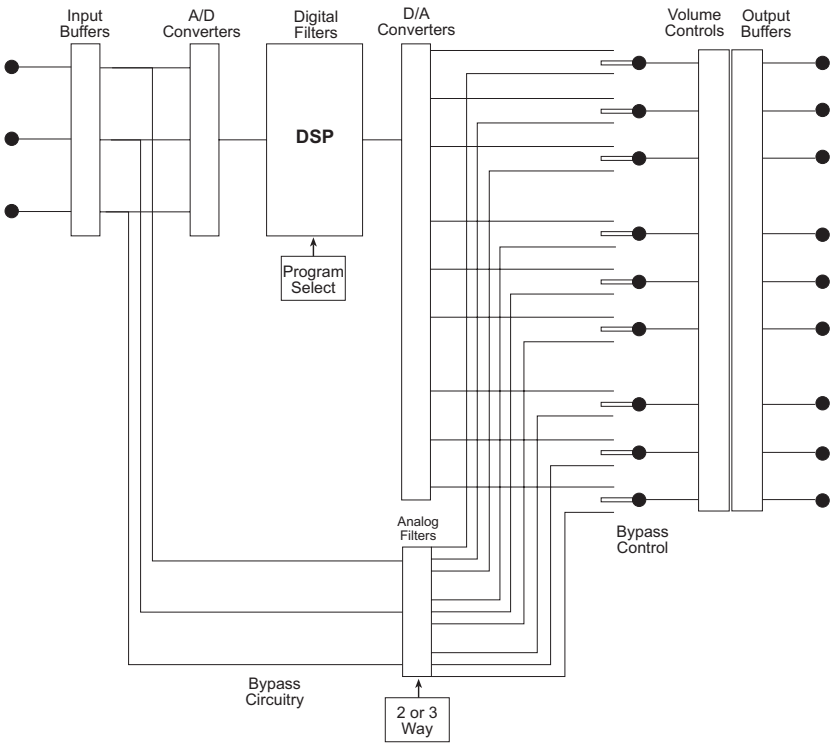 Input
Buffers
A/D
Converters
Digital
Filters
D/A
Converters
Volume
Controls
Output
Buffers
DSP
Program
Select
Analog
Filters
Bypass
Control
Bypass
Circuitry
2 or 3
Way